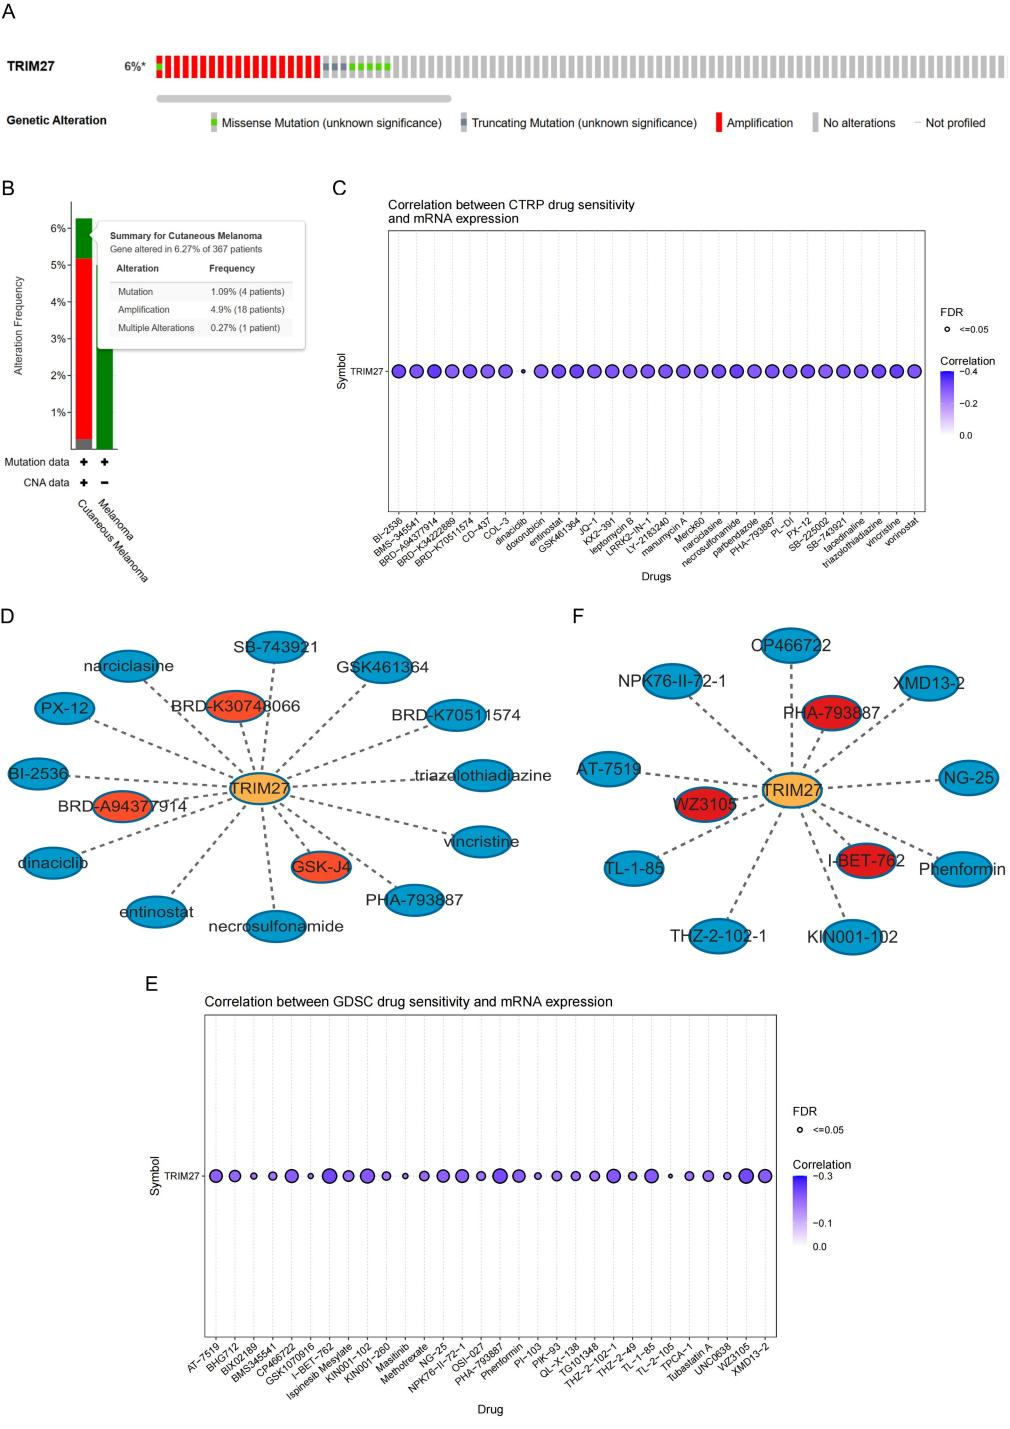 A
TRIM27
6%*
Genetic Alteration
Missense Mutation (unknown significance)
Truncating Mutation (unknown significance)
Amplification
No alterations
Not profiled
B
Alteration Frequency
6%
5%
4%
3%
2%
1%
Summary for Cutaneous Melanoma
Gene altered in 6.27% of 367 patients
Alteration Frequency
Mutation 1.09% (4 patients)
Amplification 4.9% (18 patients)
Multiple Alterations 0.27% (1 patient)
Mutation data + +
CNA data + −
Cutaneous Melanoma
Melanoma
C
Correlation between CTRP drug sensitivity
and mRNA expression
Symbol
TRIM27
BI−2536
BMS−345541
BRD−A94377914
BRD−K34222889
BRD−K70511574
CD−437
COL−3
dinaciclib
doxorubicin
entinostat
GSK461364
JQ−1
KX2−391
leptomycin B
LRRK2−IN−1
LY−2183240
manumycin A
Merck60
narciclasine
necrosulfonamide
parbendazole
PHA−793887
PL−DI
PX−12
SB−225002
SB−743921
tacedinaline
triazolothiadiazine
vincristine
vorinostat
Drugs
FDR
<=0.05
Correlation
−0.4
−0.2
0.0
D
SB-743921
narciclasine
GSK461364
BRD-K30748066
PX-12
BRD-K70511574
BI-2536
triazolothiadiazine
TRIM27
BRD-A94377914
vincristine
dinaciclib
GSK-J4
PHA-793887
entinostat
necrosulfonamide
F
CP466722
NPK76-II-72-1
XMD13-2
PHA-793887
AT-7519
NG-25
TRIM27
WZ3105
TL-1-85
I-BET-762
Phenformin
THZ-2-102-1
KIN001-102
E
Correlation between GDSC drug sensitivity and mRNA expression
Symbol
TRIM27
AT−7519
BHG712
BIX02189
BMS345541
CP466722
GSK1070916
I−BET−762
Ispinesib Mesylate
KIN001−102
KIN001−260
Masitinib
Methotrexate
NG−25
NPK76−II−72−1
OSI−027
PHA−793887
Phenformin
PI−103
PIK−93
QL−X−138
TG101348
THZ−2−102−1
THZ−2−49
TL−1−85
TL−2−105
TPCA−1
Tubastatin A
UNC0638
WZ3105
XMD13−2
Drug
FDR
<=0.05
Correlation
−0.3
−0.1
0.0